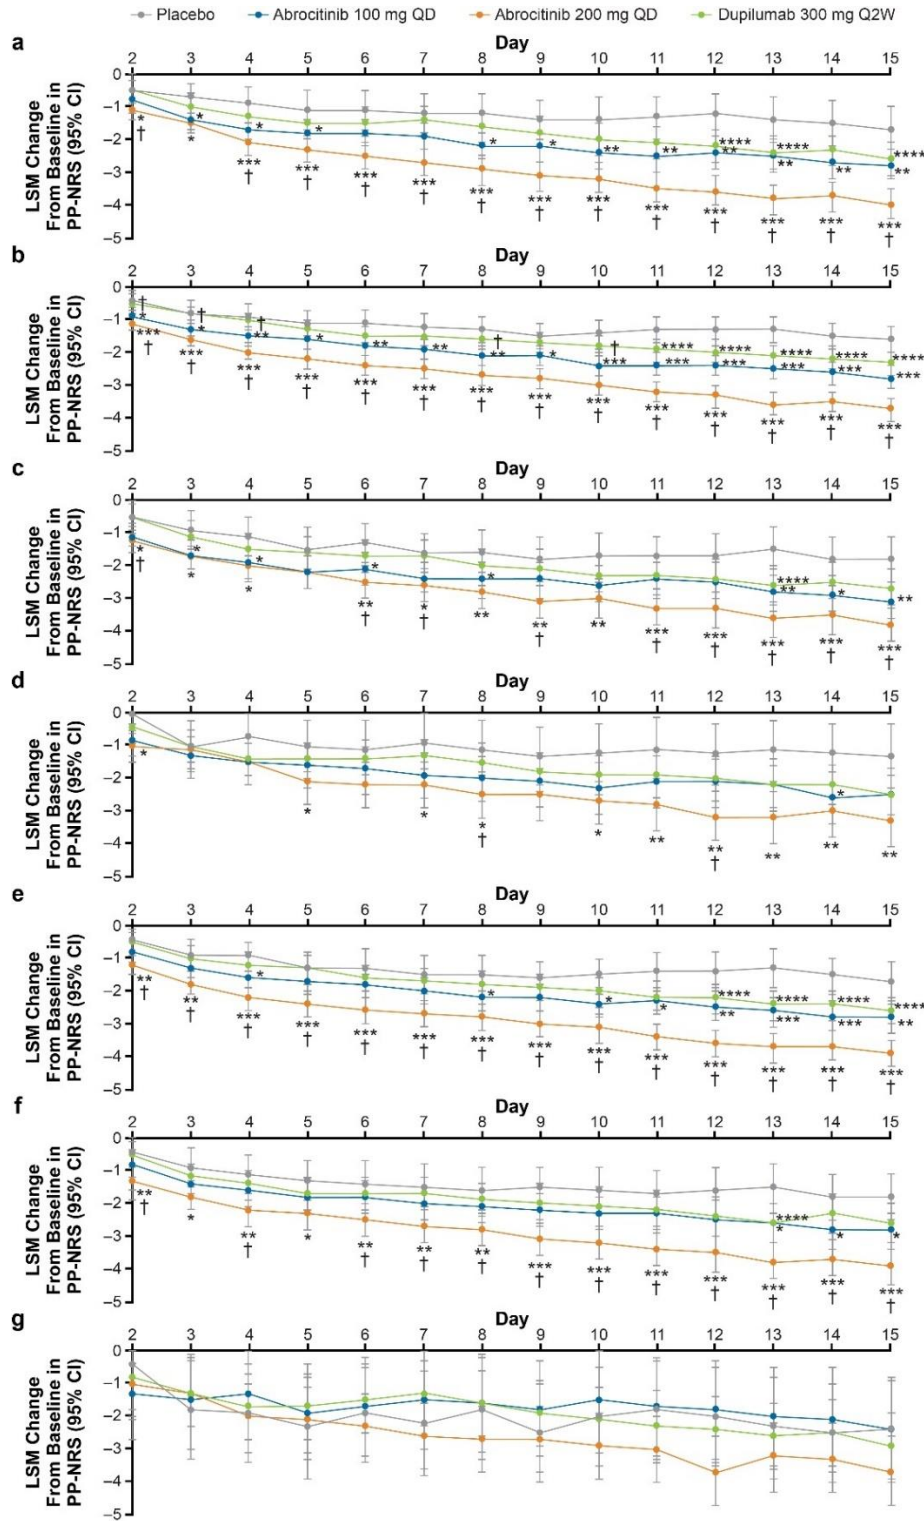 Placebo Abrocitinib 100 mg QD Abrocitinib 200 mg QD Dupilumab 300 mg Q2W
a
Day
2 3 4 5 6 7 8 9 10 11 12 13 14 15
LSM Change
From Baseline in
PP-NRS (95% CI)
0
–1
–2
–3
–4
–5
* * * * * * ** ** **** ** **** ** ** **** **
* † * *** † *** † *** † *** † *** † *** † *** † *** † *** † *** † *** † *** †
b
Day
2 3 4 5 6 7 8 9 10 11 12 13 14 15
LSM Change
From Baseline in
PP-NRS (95% CI)
0
–1
–2
–3
–4
–5
† * † * † ** * ** ** † ** * † *** **** *** **** *** **** *** **** *** **** ***
*** † *** † *** † *** † *** † *** † *** † *** † *** † *** † *** † *** † *** † *** †
c
Day
2 3 4 5 6 7 8 9 10 11 12 13 14 15
LSM Change
From Baseline in
PP-NRS (95% CI)
0
–1
–2
–3
–4
–5
* * * * **** ** * **
* † * * ** † * † ** ** † ** *** † *** † *** † *** † *** †
d
Day
2 3 4 5 6 7 8 9 10 11 12 13 14 15
LSM Change
From Baseline in
PP-NRS (95% CI)
0
–1
–2
–3
–4
–5
* *
* * * † * ** ** † ** ** **
e
Day
2 3 4 5 6 7 8 9 10 11 12 13 14 15
LSM Change
From Baseline in
PP-NRS (95% CI)
0
–1
–2
–3
–4
–5
* * * * **** ** **** *** **** *** **** ***
** † ** † *** † *** † *** † *** † *** † *** † *** † *** † *** † *** † *** † *** †
f
Day
2 3 4 5 6 7 8 9 10 11 12 13 14 15
LSM Change
From Baseline in
PP-NRS (95% CI)
0
–1
–2
–3
–4
–5
**** * * *
** † * ** † * ** † ** † ** † *** † *** † *** † *** † *** † *** † *** †
g
Day
2 3 4 5 6 7 8 9 10 11 12 13 14 15
LSM Change
From Baseline in
PP-NRS (95% CI)
0
–1
–2
–3
–4
–5